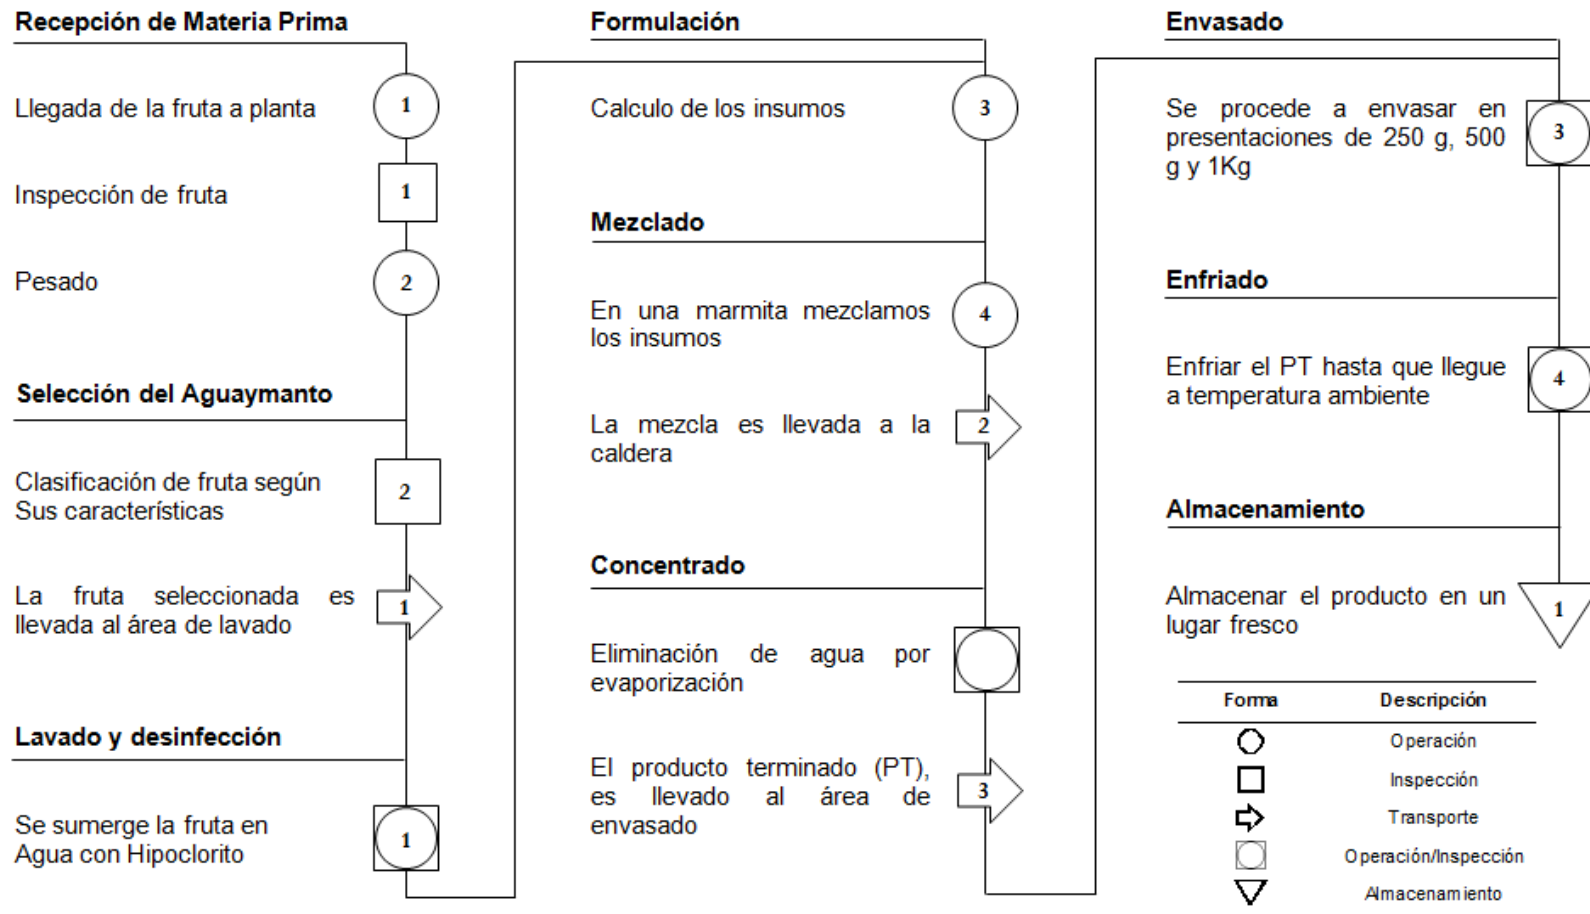 Recepción de Materia Prima
Llegada de la fruta a planta
1
Inspección de fruta
1
Pesado
2
Selección del Aguaymanto
Clasificación de fruta según
Sus características
2
La fruta seleccionada es
llevada al área de lavado
1
Lavado y desinfección
Se sumerge la fruta en
Agua con Hipoclorito
1
Formulación
Calculo de los insumos
3
Mezclado
En una marmita mezclamos
los insumos
4
La mezcla es llevada a la
caldera
2
Concentrado
Eliminación de agua por
evaporización
El producto terminado (PT),
es llevado al área de
envasado
3
Envasado
Se procede a envasar en
presentaciones de 250 g, 500
g y 1Kg
3
Enfriado
Enfriar el PT hasta que llegue
a temperatura ambiente
4
Almacenamiento
Almacenar el producto en un
lugar fresco
1
Forma Descripción
Operación
Inspección
Transporte
Operación/Inspección
Almacenamiento